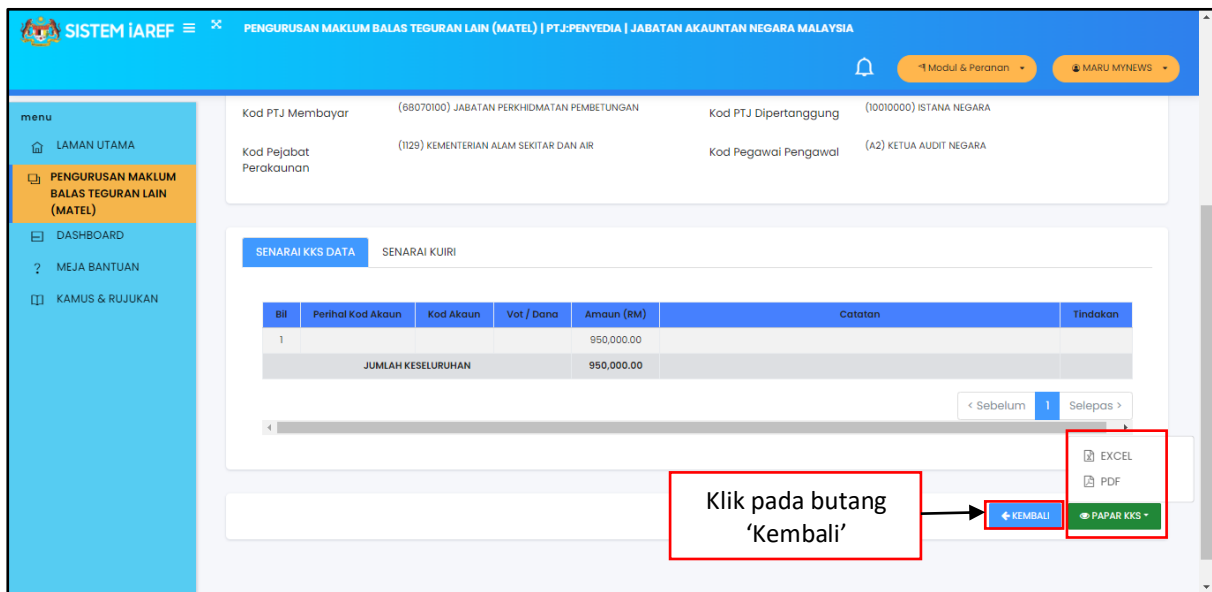 SISTEM iAREF
PENGURUSAN MAKLUM BALAS TEGURAN LAIN (MATEL) | PTJ:PENYEDIA | JABATAN AKAUNTAN NEGARA MALAYSIA
Modul & Peranan
MARU MYNEWS
menu
LAMAN UTAMA
PENGURUSAN MAKLUM
BALAS TEGURAN LAIN
(MATEL)
DASHBOARD
MEJA BANTUAN
KAMUS & RUJUKAN
Kod PTJ Membayar (68070100) JABATAN PERKHIDMATAN PEMBETUNGAN Kod PTJ Dipertanggung (10010000) ISTANA NEGARA
Kod Pejabat
Perakaunan (1129) KEMENTERIAN ALAM SEKITAR DAN AIR Kod Pegawai Pengawal (A2) KETUA AUDIT NEGARA
SENARAI KKS DATA SENARAI KUIRI
Bil Perihal Kod Akaun Kod Akaun Vot / Dana Amaun (RM) Catatan Tindakan
1 950,000.00
JUMLAH KESELURUHAN 950,000.00
< Sebelum 1 Selepas >
EXCEL
PDF
Klik pada butang
‘Kembali’
KEMBALI PAPAR KKS